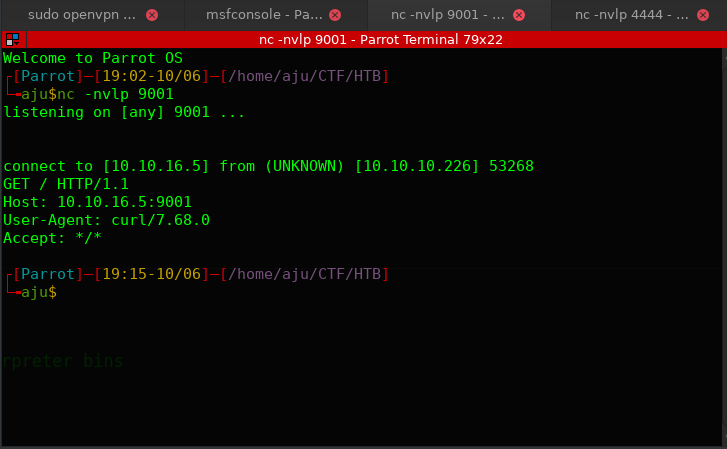 sudo openvpn ...
msfconsole - Pa...
nc -nvlp 9001 - ...
nc -nvlp 4444 - ...
nc -nvlp 9001 - Parrot Terminal 79x22
Welcome to Parrot OS
┌[Parrot]─[19:02-10/06]─[/home/aju/CTF/HTB]
└╼aju$nc -nvlp 9001
listening on [any] 9001 ...
connect to [10.10.16.5] from (UNKNOWN) [10.10.10.226] 53268
GET / HTTP/1.1
Host: 10.10.16.5:9001
User-Agent: curl/7.68.0
Accept: */*
┌[Parrot]─[19:15-10/06]─[/home/aju/CTF/HTB]
└╼aju$
rpreter bins